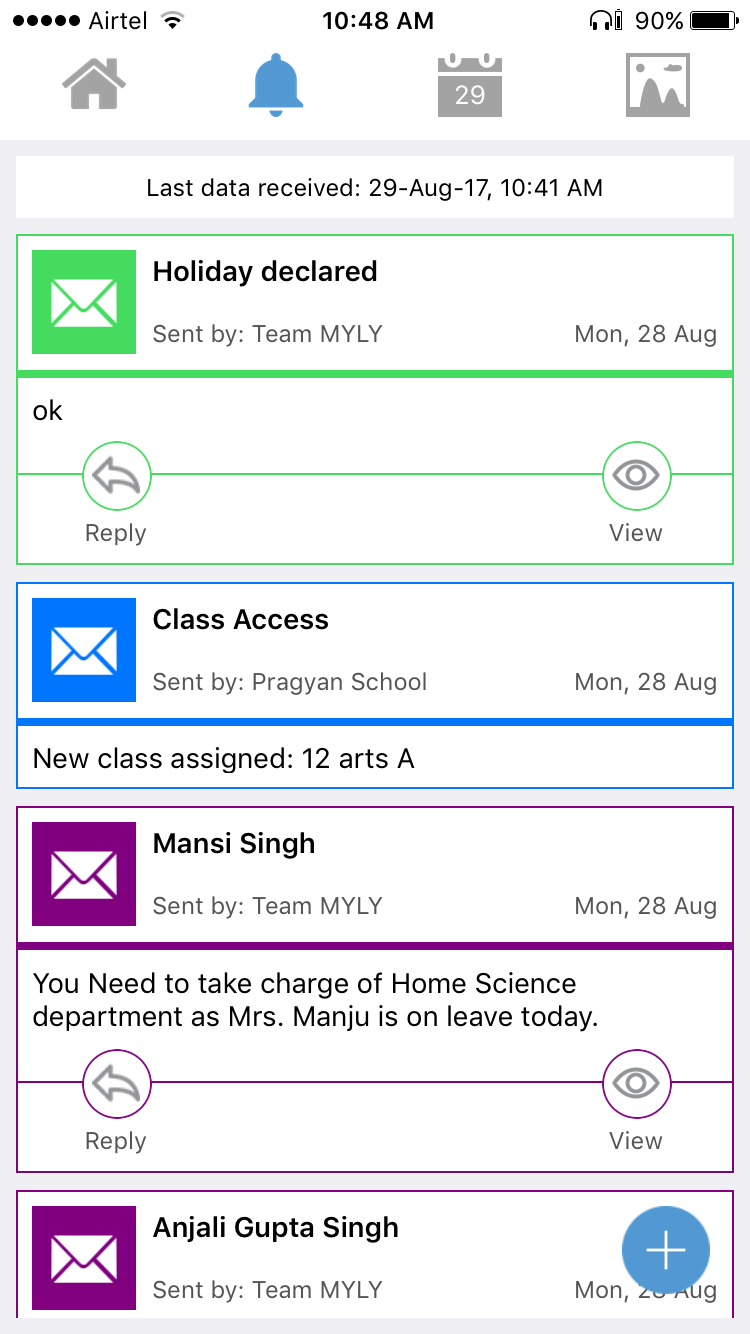 Airtel 10:48 AM 90%
29
Last data received: 29-Aug-17, 10:41 AM
Holiday declared
Sent by: Team MYLY Mon, 28 Aug
ok
Reply View
Class Access
Sent by: Pragyan School Mon, 28 Aug
New class assigned: 12 arts A
Mansi Singh
Sent by: Team MYLY Mon, 28 Aug
You Need to take charge of Home Science
department as Mrs. Manju is on leave today.
Reply View
Anjali Gupta Singh
Sent by: Team MYLY Mon, 28 Aug